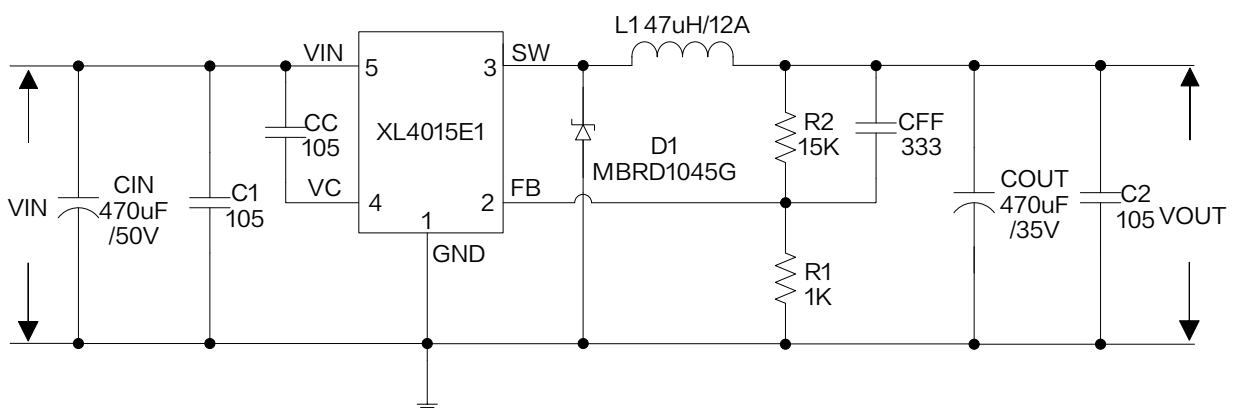 L1 47uH/12A
VIN
5
3
SW
CC
105
XL4015E1
R2
15K
CFF
333
D1
MBRD1045G
VC
4
2
FB
VIN
CIN
470uF
/50V
C1
105
1
GND
COUT
470uF
/35V
C2
105
VOUT
R1
1K